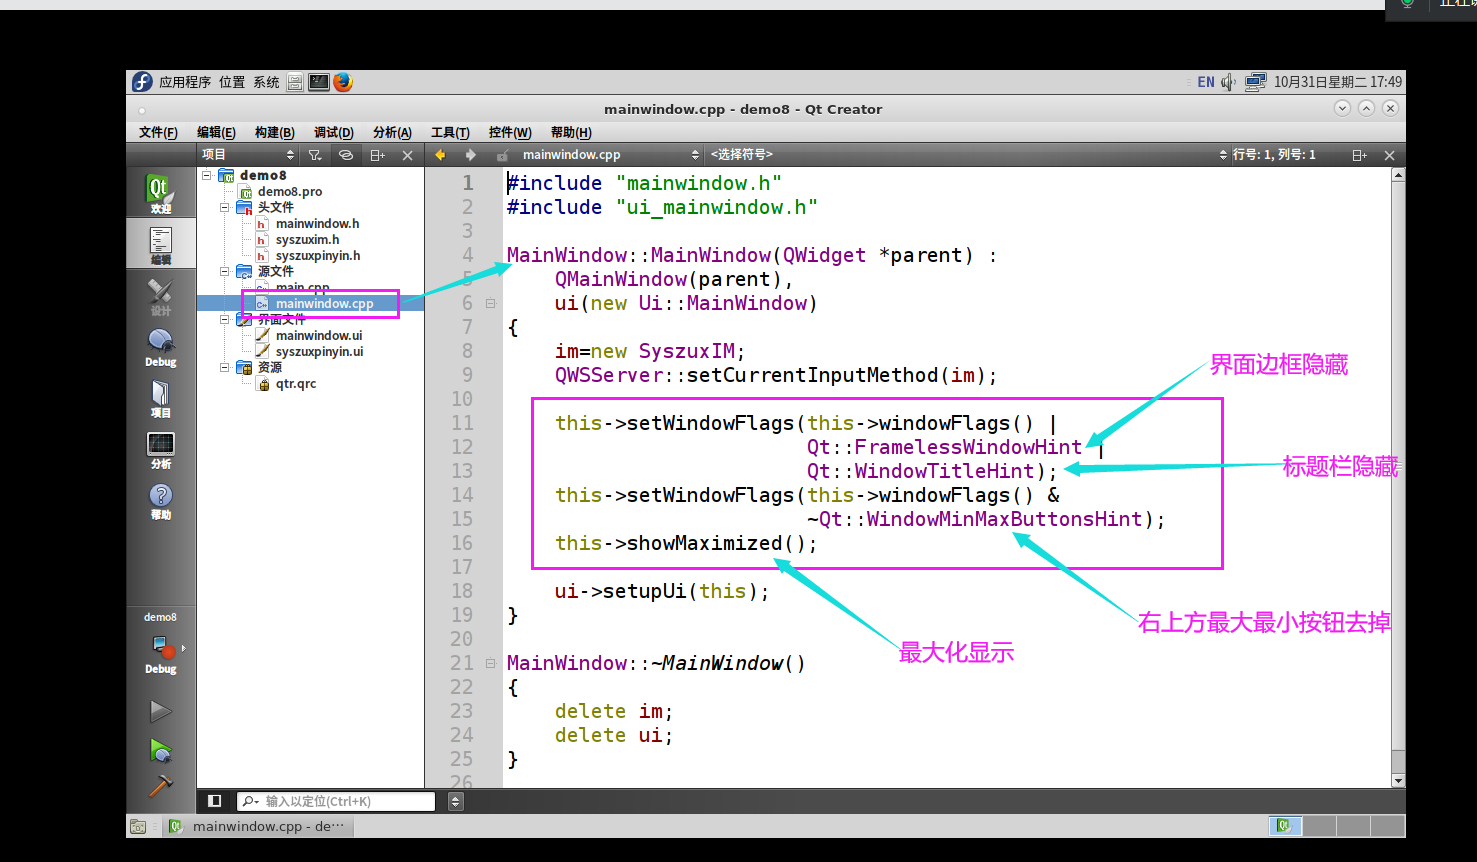 应用程序 位置 系统
EN 10月31日星期二 17:49
mainwindow.cpp - demo8 - Qt Creator
文件(F) 编辑(E) 构建(B) 调试(D) 分析(A) 工具(T) 控件(W) 帮助(H)
项目
mainwindow.cpp
<选择符号>
行号: 1, 列号: 1
欢迎
编辑
设计
Debug
项目
分析
帮助
demo8
Debug
demo8
demo8.pro
头文件
mainwindow.h
syszuxim.h
syszuxpinyin.h
源文件
main.cpp
mainwindow.cpp
界面文件
mainwindow.ui
syszuxpinyin.ui
资源
qtr.qrc
1 #include "mainwindow.h"
2 #include "ui_mainwindow.h"
3
4 MainWindow::MainWindow(QWidget *parent) :
5 QMainWindow(parent),
6 ui(new Ui::MainWindow)
7 {
8 im=new SyszuxIM;
9 QWSServer::setCurrentInputMethod(im);
10
11 this->setWindowFlags(this->windowFlags() |
12 Qt::FramelessWindowHint |
13 Qt::WindowTitleHint);
14 this->setWindowFlags(this->windowFlags() &
15 ~Qt::WindowMinMaxButtonsHint);
16 this->showMaximized();
17
18 ui->setupUi(this);
19 }
20
21 MainWindow::~MainWindow()
22 {
23 delete im;
24 delete ui;
25 }
26
界面边框隐藏
标题栏隐藏
右上方最大最小按钮去掉
最大化显示
输入以定位(Ctrl+K)
mainwindow.cpp - de⋯